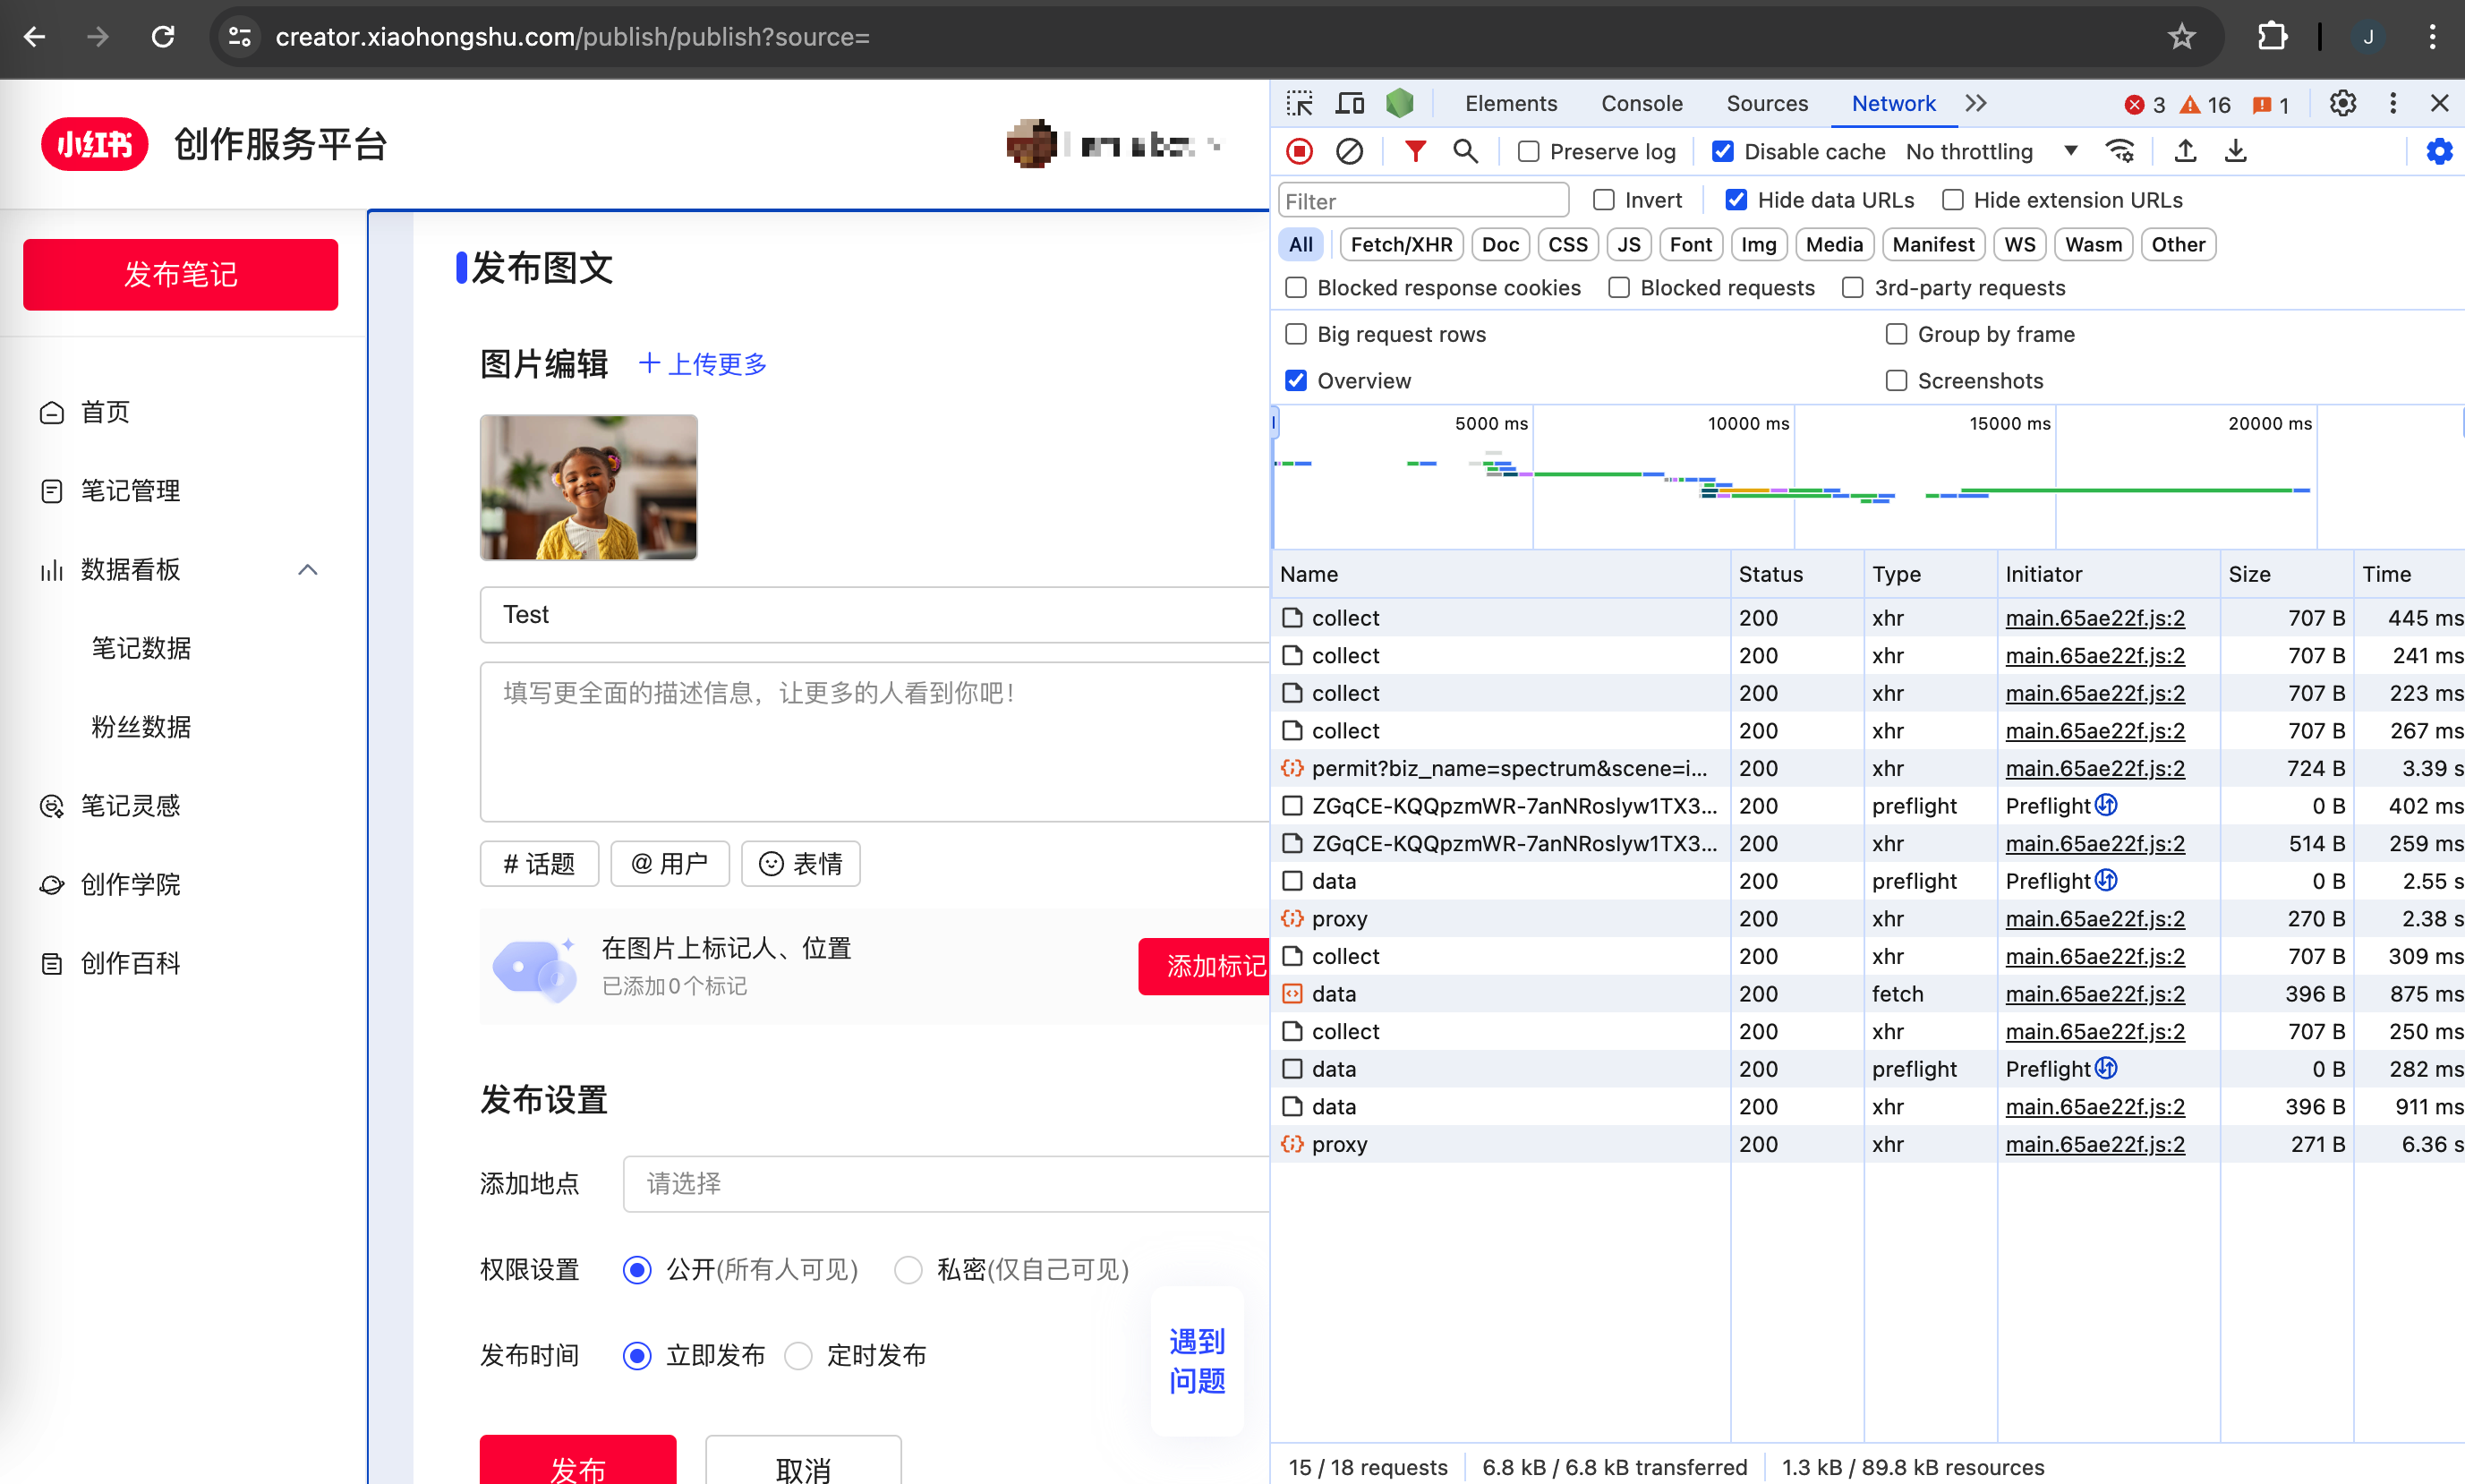 creator.xiaohongshu.com/publish/publish?source=
J
小红书 创作服务平台
发布笔记
首页
笔记管理
数据看板
笔记数据
粉丝数据
笔记灵感
创作学院
创作百科
发布图文
图片编辑 + 上传更多
Test
填写更全面的描述信息，让更多的人看到你吧！
# 话题 @ 用户 表情
在图片上标记人、位置
已添加0个标记
添加标记
发布设置
添加地点 请选择
权限设置 公开(所有人可见) 私密(仅自己可见)
发布时间 立即发布 定时发布
遇到
问题
发布 取消
Elements Console Sources Network 3 16 1
Preserve log Disable cache No throttling
Filter Invert Hide data URLs Hide extension URLs
All Fetch/XHR Doc CSS JS Font Img Media Manifest WS Wasm Other
Blocked response cookies Blocked requests 3rd-party requests
Big request rows Group by frame
Overview Screenshots
5000 ms 10000 ms 15000 ms 20000 ms
Name Status Type Initiator Size Time
collect 200 xhr main.65ae22f.js:2 707 B 445 ms
collect 200 xhr main.65ae22f.js:2 707 B 241 ms
collect 200 xhr main.65ae22f.js:2 707 B 223 ms
collect 200 xhr main.65ae22f.js:2 707 B 267 ms
permit?biz_name=spectrum&scene=i... 200 xhr main.65ae22f.js:2 724 B 3.39 s
ZGqCE-KQQpzmWR-7anNRoslyw1TX3... 200 preflight Preflight 0 B 402 ms
ZGqCE-KQQpzmWR-7anNRoslyw1TX3... 200 xhr main.65ae22f.js:2 514 B 259 ms
data 200 preflight Preflight 0 B 2.55 s
proxy 200 xhr main.65ae22f.js:2 270 B 2.38 s
collect 200 xhr main.65ae22f.js:2 707 B 309 ms
data 200 fetch main.65ae22f.js:2 396 B 875 ms
collect 200 xhr main.65ae22f.js:2 707 B 250 ms
data 200 preflight Preflight 0 B 282 ms
data 200 xhr main.65ae22f.js:2 396 B 911 ms
proxy 200 xhr main.65ae22f.js:2 271 B 6.36 s
15 / 18 requests 6.8 kB / 6.8 kB transferred 1.3 kB / 89.8 kB resources